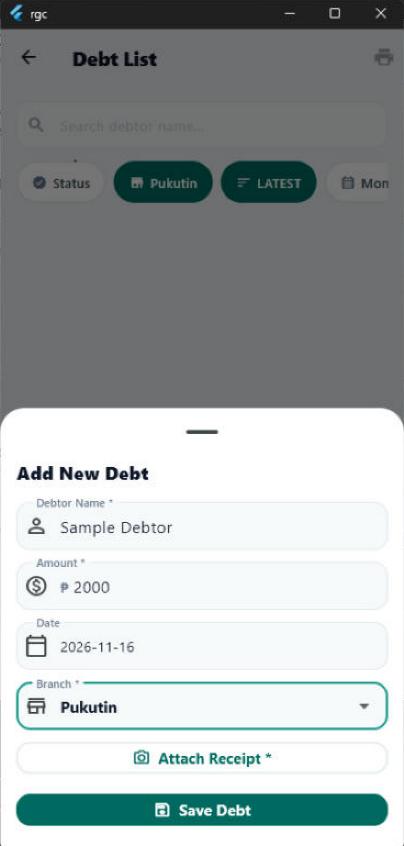 rgc
Debt List
Search debtor name...
Status
Pukutin
LATEST
Mon
Add New Debt
Debtor Name *
Sample Debtor
Amount *
₱ 2000
Date
2026-11-16
Branch *
Pukutin
Attach Receipt *
Save Debt